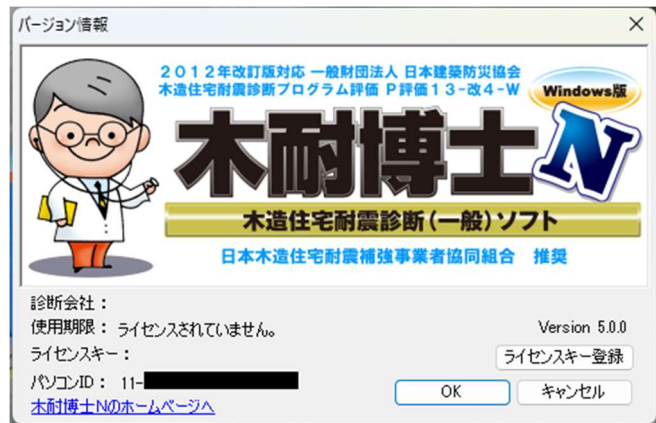 バージョン情報
2012年改訂版対応 一般財団法人 日本建築防災協会
木造住宅耐震診断プログラム評価 P評価13-改4-W
Windows版
木耐博士N
木造住宅耐震診断(一般)ソフト
日本木造住宅耐震補強事業者協同組合 推奨
診断会社:
使用期限: ライセンスされていません。
Version 5.0.0
ライセンスキー:
ライセンスキー登録
パソコンID: 11-
OK
キャンセル
木耐博士Nのホームページへ